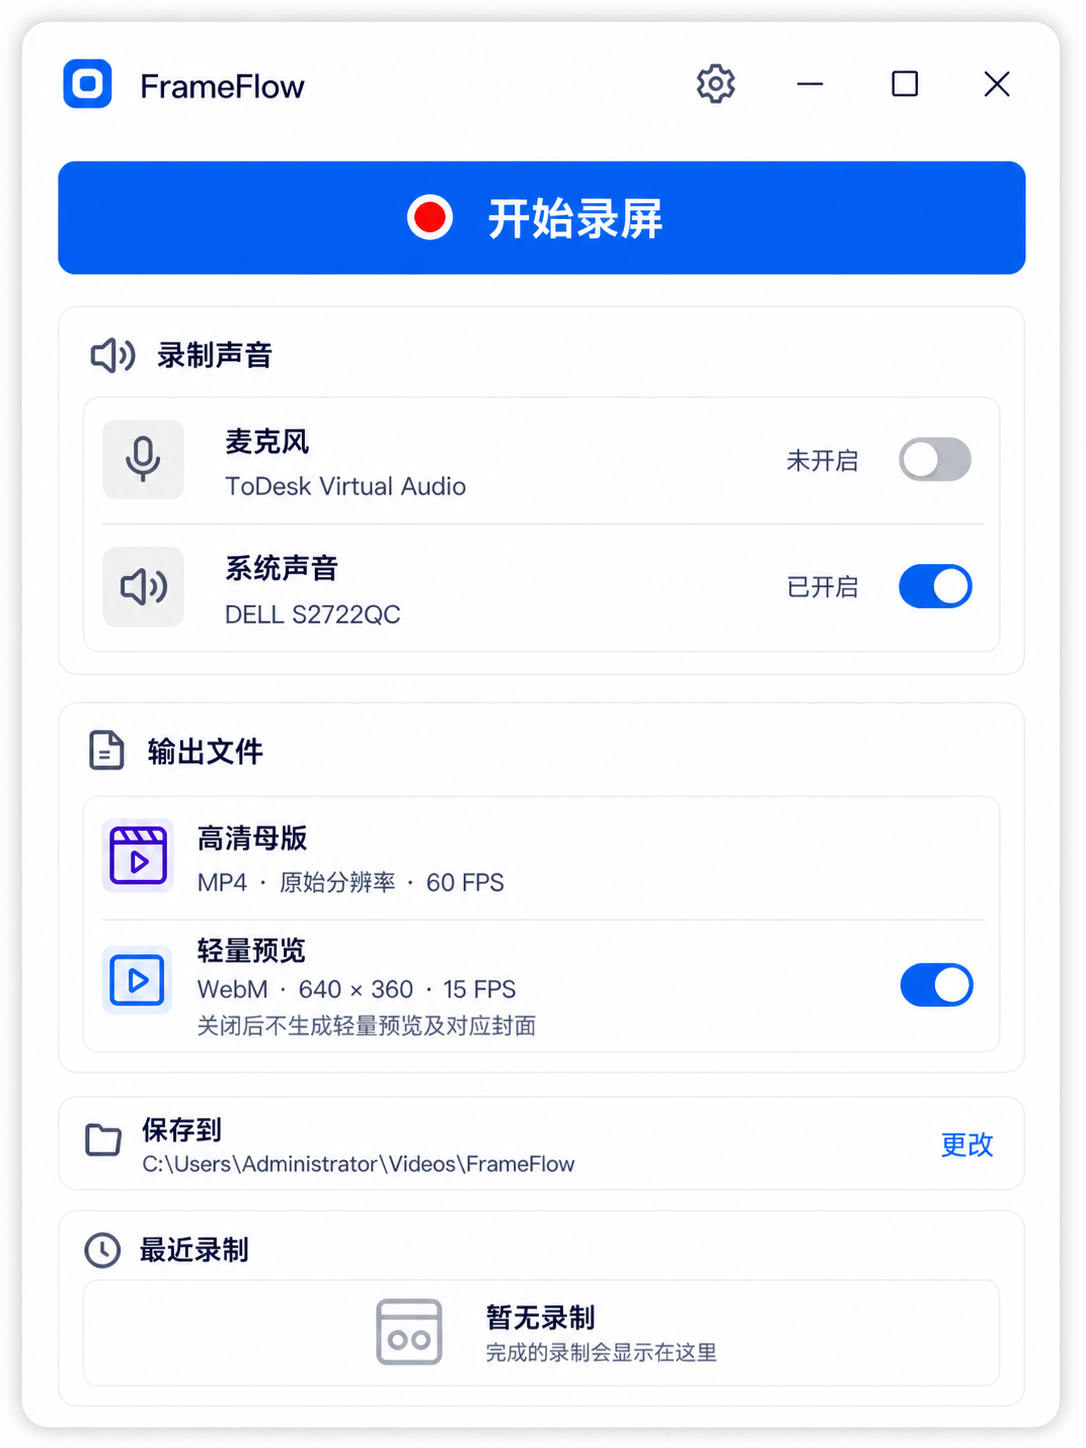 FrameFlow
开始录屏
录制声音
麦克风
ToDesk Virtual Audio
未开启
系统声音
DELL S2722QC
已开启
输出文件
高清母版
MP4 · 原始分辨率 · 60 FPS
轻量预览
WebM · 640 × 360 · 15 FPS
关闭后不生成轻量预览及对应封面
保存到
C:\Users\Administrator\Videos\FrameFlow
更改
最近录制
暂无录制
完成的录制会显示在这里